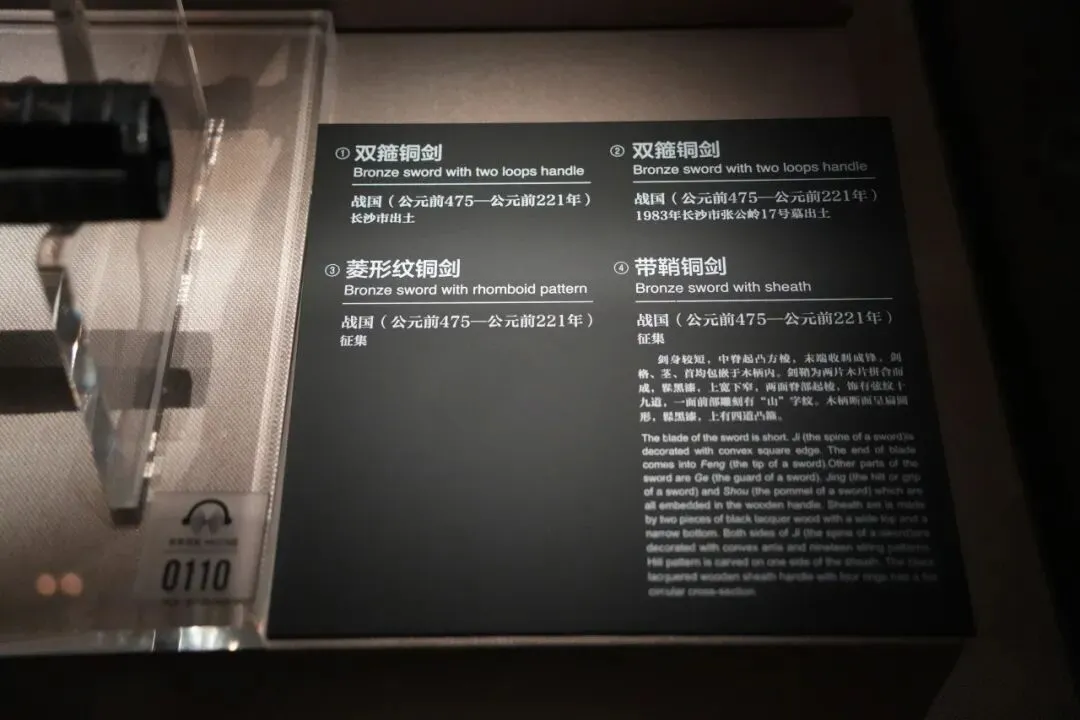 ① 双箍铜剑
Bronze sword with two loops handle
战国（公元前475—公元前221年）
长沙市出土
② 双箍铜剑
Bronze sword with two loops handle
战国（公元前475—公元前221年）
1983年长沙市张公岭17号墓出土
③ 菱形纹铜剑
Bronze sword with rhomboid pattern
战国（公元前475—公元前221年）
征集
④ 带鞘铜剑
Bronze sword with sheath
战国（公元前475—公元前221年）
征集
剑身较短，中脊起凸方棱，末端收刹成锋，剑
格、茎、首均包嵌于木柄内。剑鞘为两片木片拼合而
成，髹黑漆，上宽下窄，两面脊部起棱，饰有弦纹十
九道，一面前部雕刻有“山”字纹。木柄断面呈扁圆
形，髹黑漆，上有四道凸箍。
The blade of the sword is short. Ji (the spine of a sword)is
decorated with convex square edge. The end of blade
comes into Feng (the tip of a sword).Other parts of the
sword are Ge (the guard of a sword), Jing (the hilt or grip
of a sword) and Shou (the pommel of a sword) which are
all embedded in the wooden handle. Sheath set is made
by two pieces of black lacquer wood with a wide top and a
narrow bottom. Both sides of Ji (the spine of a sword)are
decorated with convex arris and nineteen string patterns.
Hill pattern is carved on one side of the sheath. The black
lacquered wooden sheath handle with four rings has a flat
circular cross-section.
0110